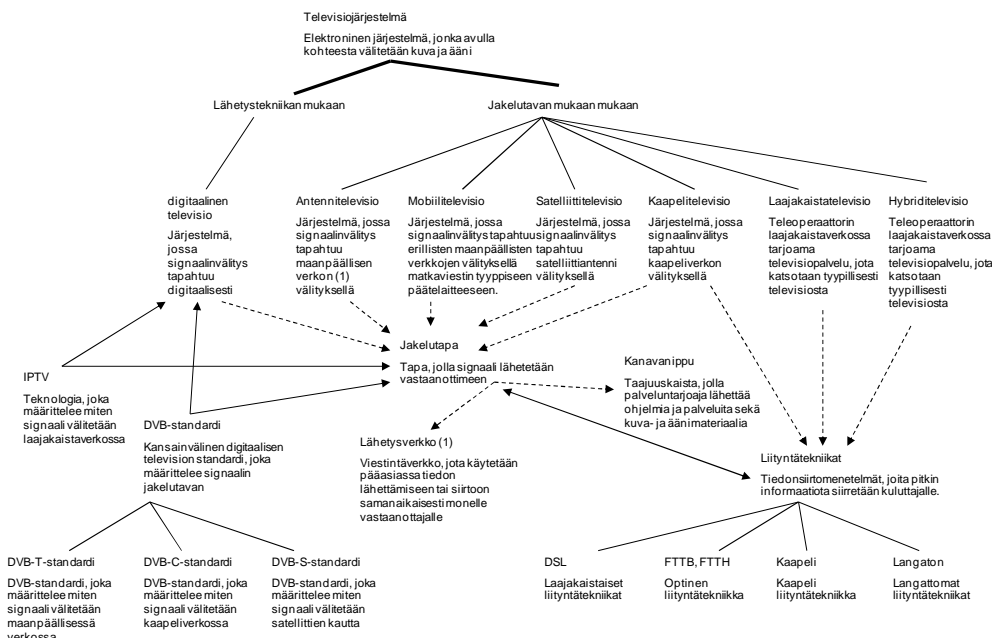 Televisiojärjestelmä
Elektroninen järjestelmä, jonka avulla
kohteesta välitetään kuva ja ääni
Lähetystekniikan mukaan
Jakelutavan mukaan mukaan
digitaalinen
televisio
Järjestelmä,
jossa
signaalinvälitys
tapahtuu
digitaalisesti
Antennitelevisio
Järjestelmä, jossa
signaalinvälitys
tapahtuu
maanpäällisen
verkon (1)
välityksellä
Mobiilitelevisio
Järjestelmä, jossa
signaalinvälitys tapahtuu
erillisten maanpäällisten
verkkojen välityksellä
matkaviestin tyyppiseen
päätelaitteeseen.
Satelliittitelevisio
Järjestelmä, jossa
signaalinvälitys
tapahtuu
satelliittiantenni
välityksellä
Kaapelitelevisio
Järjestelmä, jossa
signaalinvälitys
tapahtuu
kaapeliverkon
välityksellä
Laajakaistatelevisio
Teleoperaattorin
laajakaistaverkossa
tarjoama
televisiopalvelu, jota
katsotaan tyypillisesti
televisiosta
Hybriditelevisio
Teleoperaattorin
laajakaistaverkossa
tarjoama
televisiopalvelu, jota
katsotaan
tyypillisesti
televisiosta
Jakelutapa
Tapa, jolla signaali lähetetään
vastaanottimeen
IPTV
Teknologia, joka
määrittelee miten
signaali välitetään
laajakaistaverkossa
DVB-standardi
Kansainvälinen digitaalisen
television standardi, joka
määrittelee signaalin
jakelutavan
Kanavanippu
Taajuuskaista, jolla
palveluntarjoaja lähettää
ohjelmia ja palveluita sekä
kuva- ja äänimateriaalia
Lähetysverkko (1)
Viestintäverkko, jota käytetään
pääasiassa tiedon
lähettämiseen tai siirtoon
samanaikaisesti monelle
vastaanottajalle
Liityntätekniikat
Tiedonsiirtomenetelmät, joita pitkin
informaatiota siirretään kuluttajalle.
DVB-T-standardi
DVB-standardi, joka
määrittelee miten
signaali välitetään
maanpäällisessä
verkossa
DVB-C-standardi
DVB-standardi, joka
määrittelee miten
signaali välitetään
kaapeliverkossa
DVB-S-standardi
DVB-standardi, joka
määrittelee miten
signaali välitetään
satelliitien kautta
DSL
Laajakaistaiset
liityntätekniikat
FTTB, FTTH
Optinen
liityntätekniikka
Kaapeli
Kaapeli
liityntätekniikka
Langaton
Langattomat
liityntätekniikat